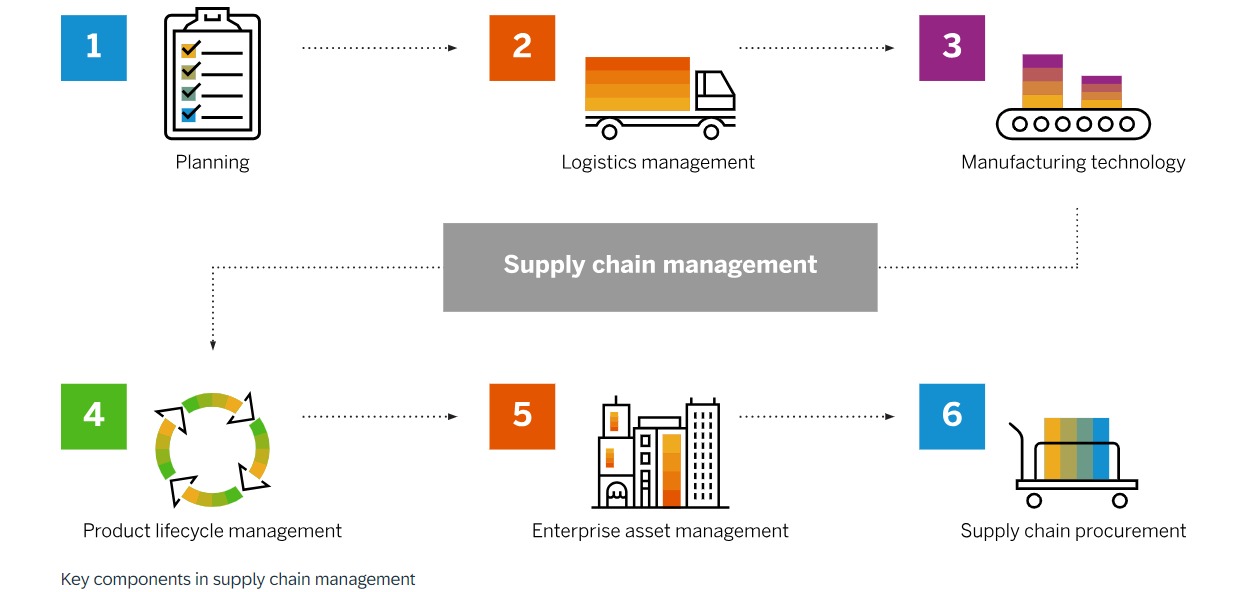 1
Planning
2
Logistics management
3
Manufacturing technology
Supply chain management
4
Product lifecycle management
5
Enterprise asset management
6
Supply chain procurement
Key components in supply chain management